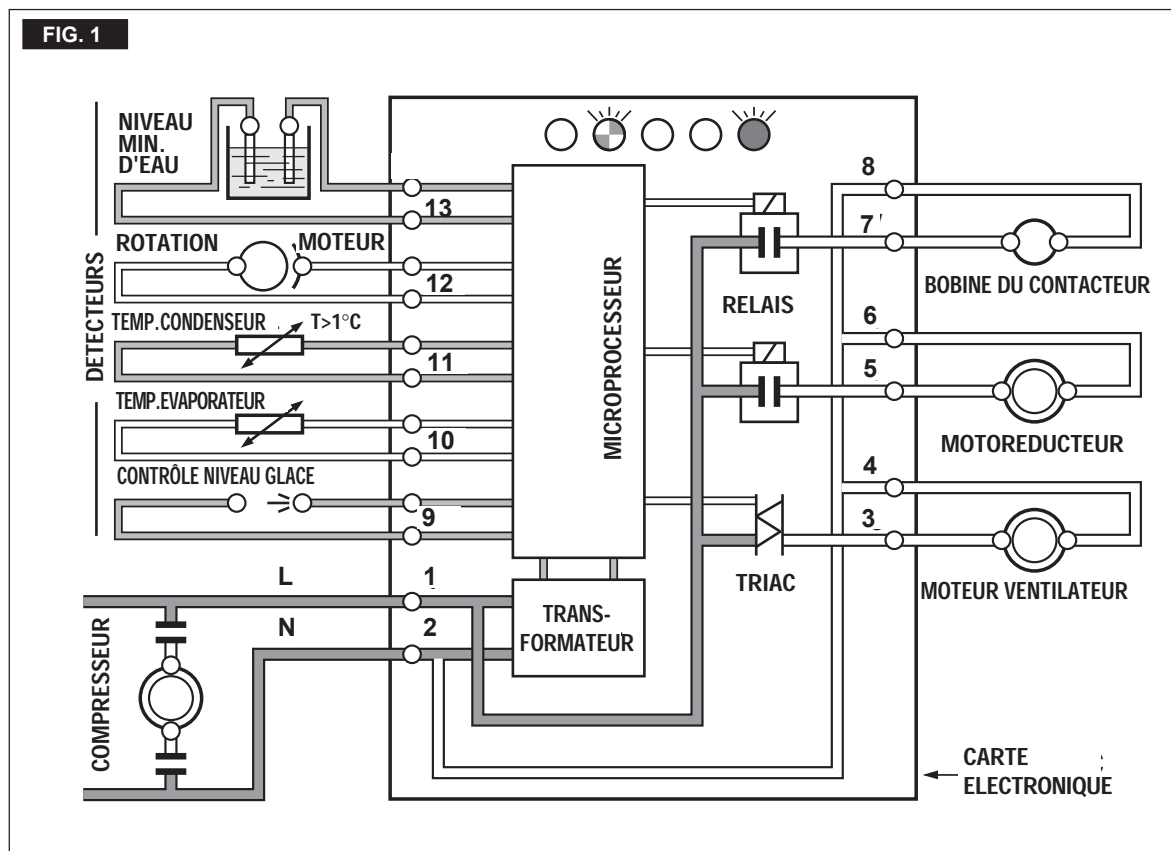 FIG. 1
NIVEAU
MIN.
D'EAU
13
ROTATION MOTEUR
12
TEMP.CONDENSEUR T>1°C
11
TEMP.EVAPORATEUR
10
CONTRÔLE NIVEAU GLACE
9
DETECTEURS
L
1
N
2
COMPRESSEUR
MICROPROCESSEUR
TRANS-
FORMATEUR
RELAIS
TRIAC
8
7
BOBINE DU CONTACTEUR
6
5
MOTOREDUCTEUR
4
3
MOTEUR VENTILATEUR
CARTE
ELECTRONIQUE